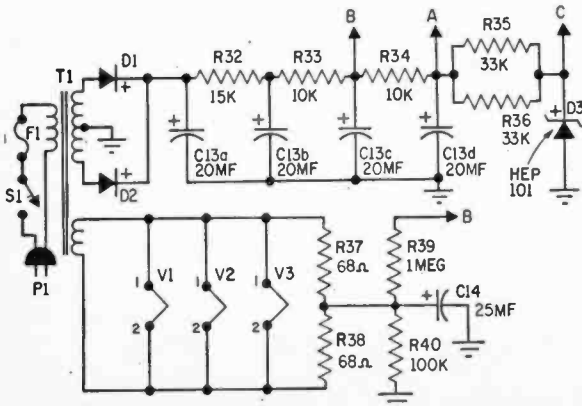 B
A
C
D1
R32
R33
R34
R35
T1
+
15K
10K
10K
33K
F1
+
+
+
+
R36
33K
+
D3
C13a
20MF
C13b
20MF
C13c
20MF
C13d
20MF
HEP
101
S1
+
D2
P1
B
R37
68Ω
R39
1MEG
1
V1
2
1
V2
2
1
V3
2
+
C14
25MF
R38
68Ω
R40
100K